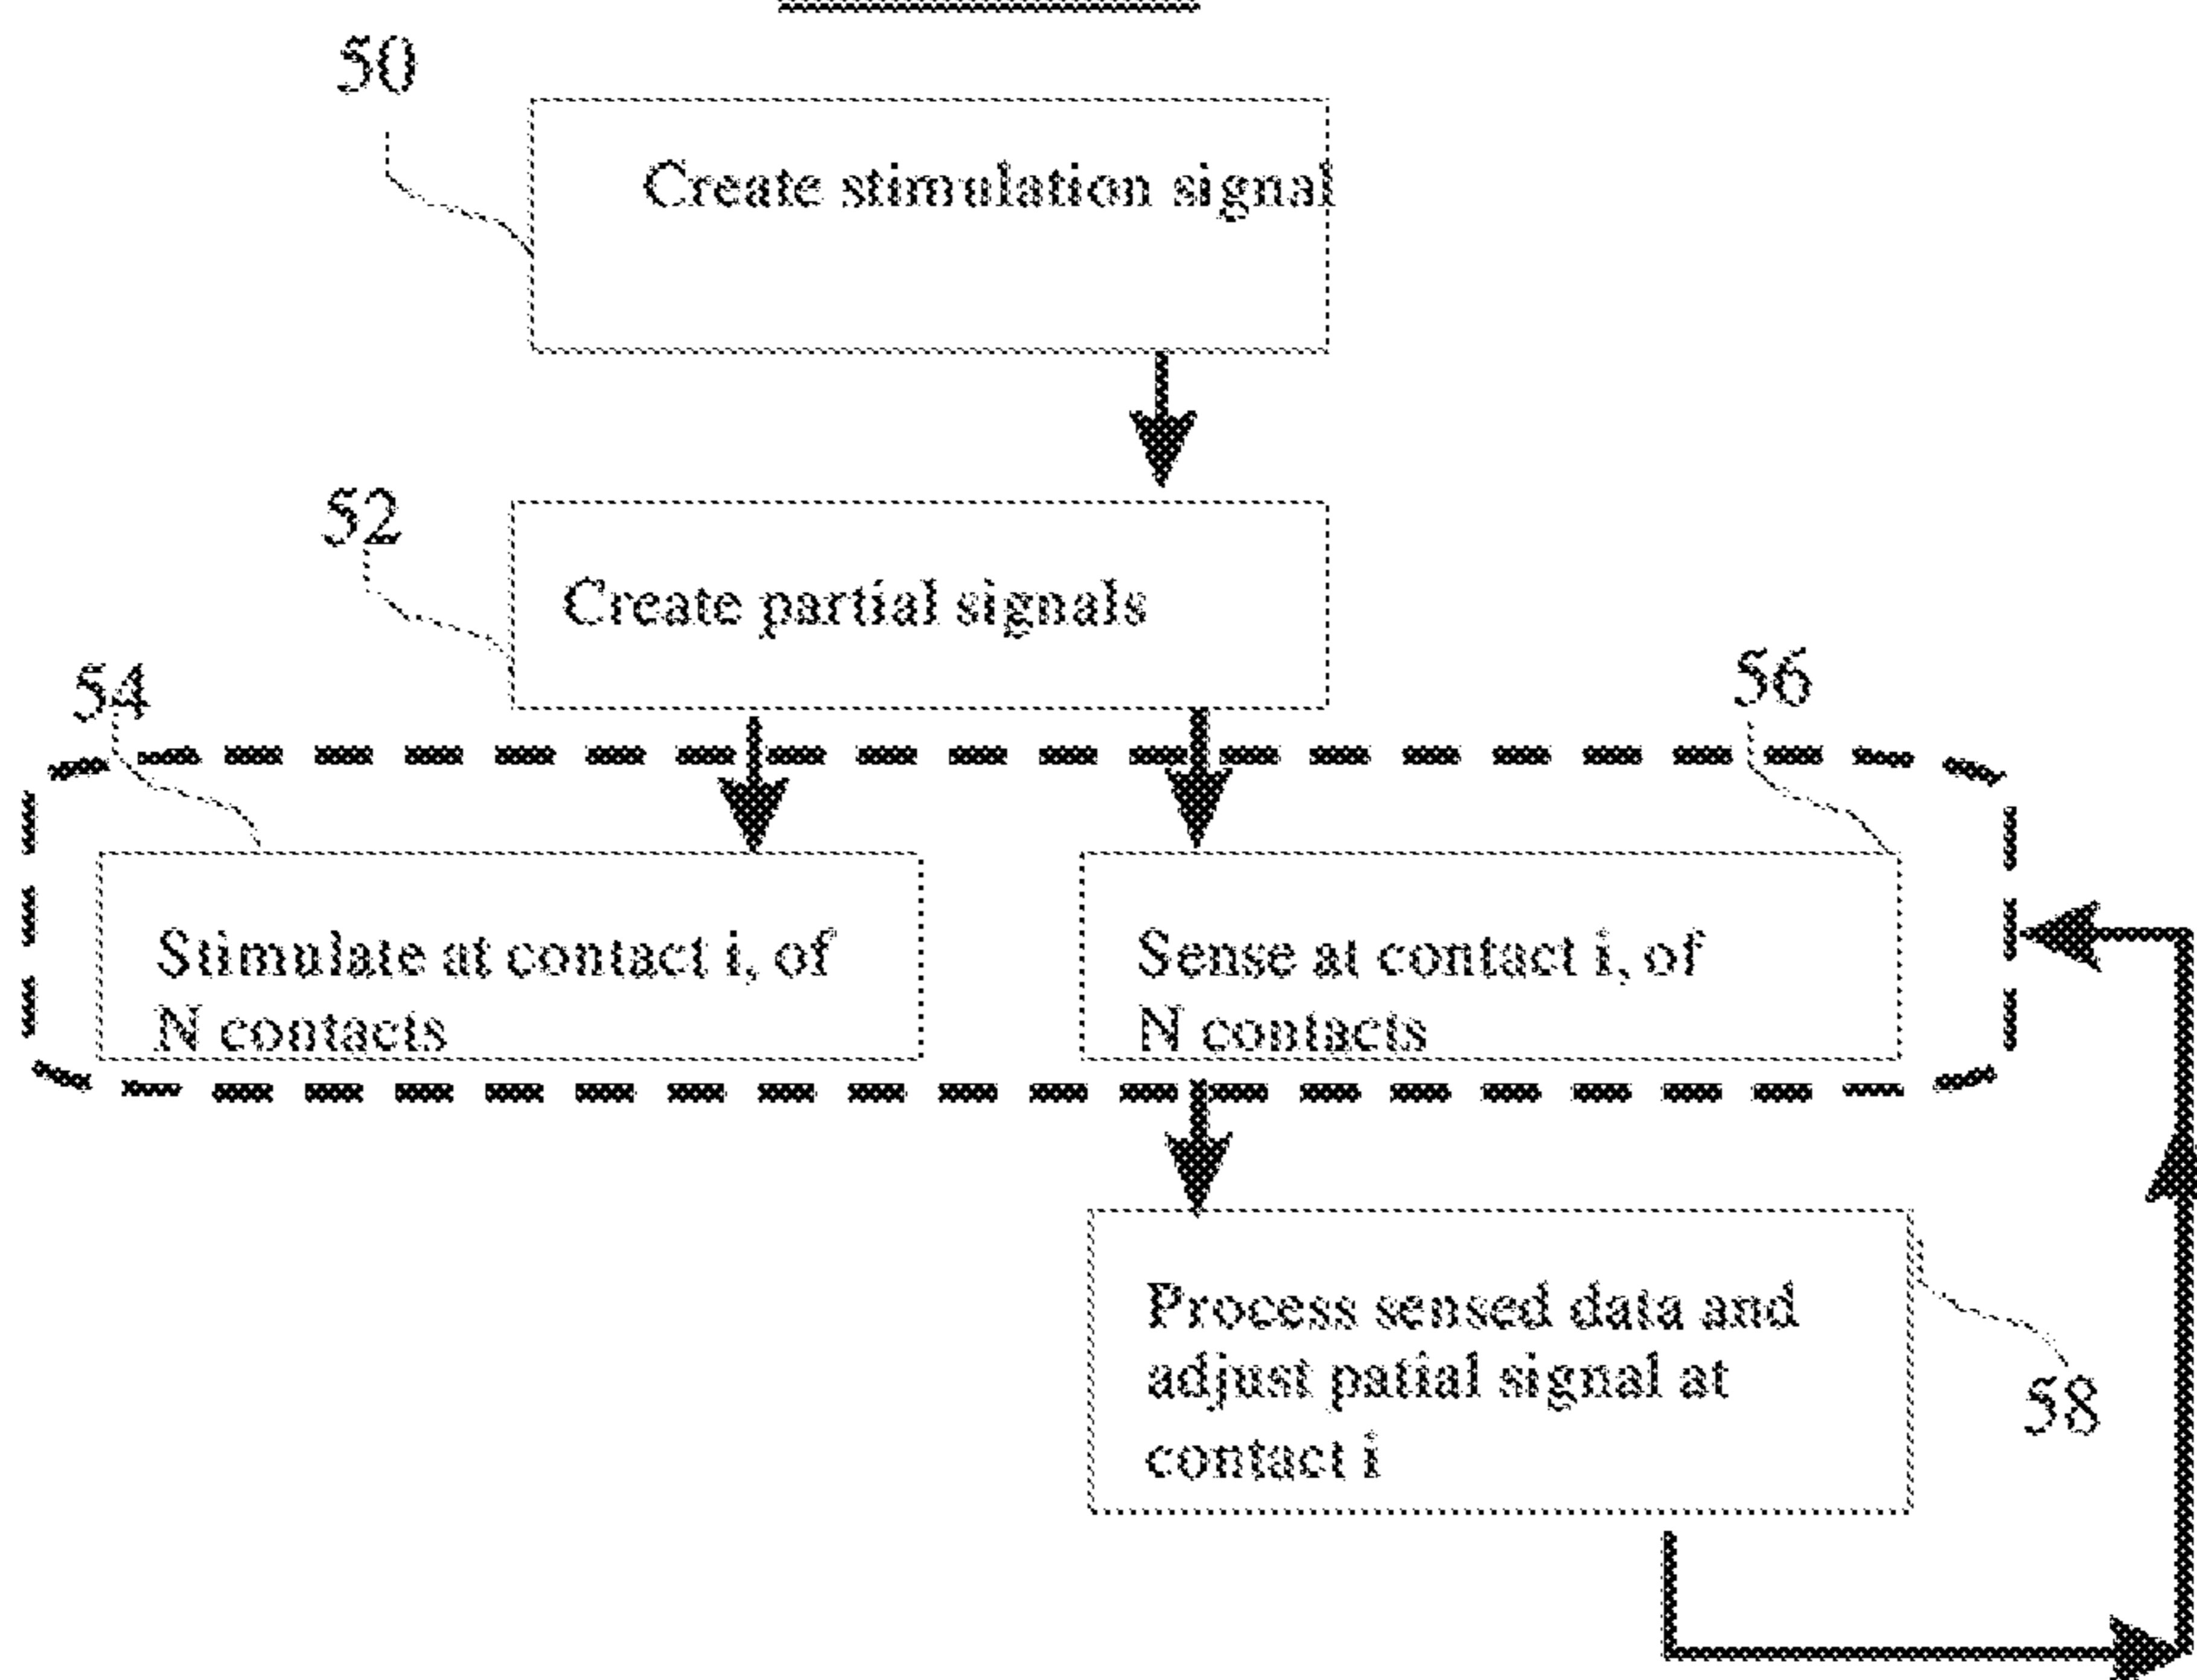 50
Create stimulation signal
52
Create partial signals
54
56
Stimulate at contact i, of
N contacts
Sense at contact i, of
N contacts
Process sensed data and
adjust patial signal at
contact i
58